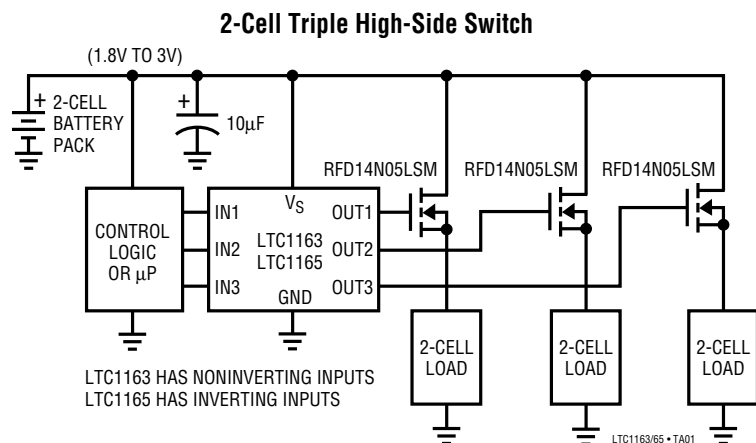 2-Cell Triple High-Side Switch
(1.8V TO 3V)
+ 2-CELL
BATTERY
PACK
+
10µF
RFD14N05LSM
RFD14N05LSM
RFD14N05LSM
CONTROL
LOGIC
OR µP
IN1
IN2
IN3
VS
LTC1163
LTC1165
GND
OUT1
OUT2
OUT3
2-CELL
LOAD
2-CELL
LOAD
2-CELL
LOAD
LTC1163 HAS NONINVERTING INPUTS
LTC1165 HAS INVERTING INPUTS
LTC1163/65 • TA01